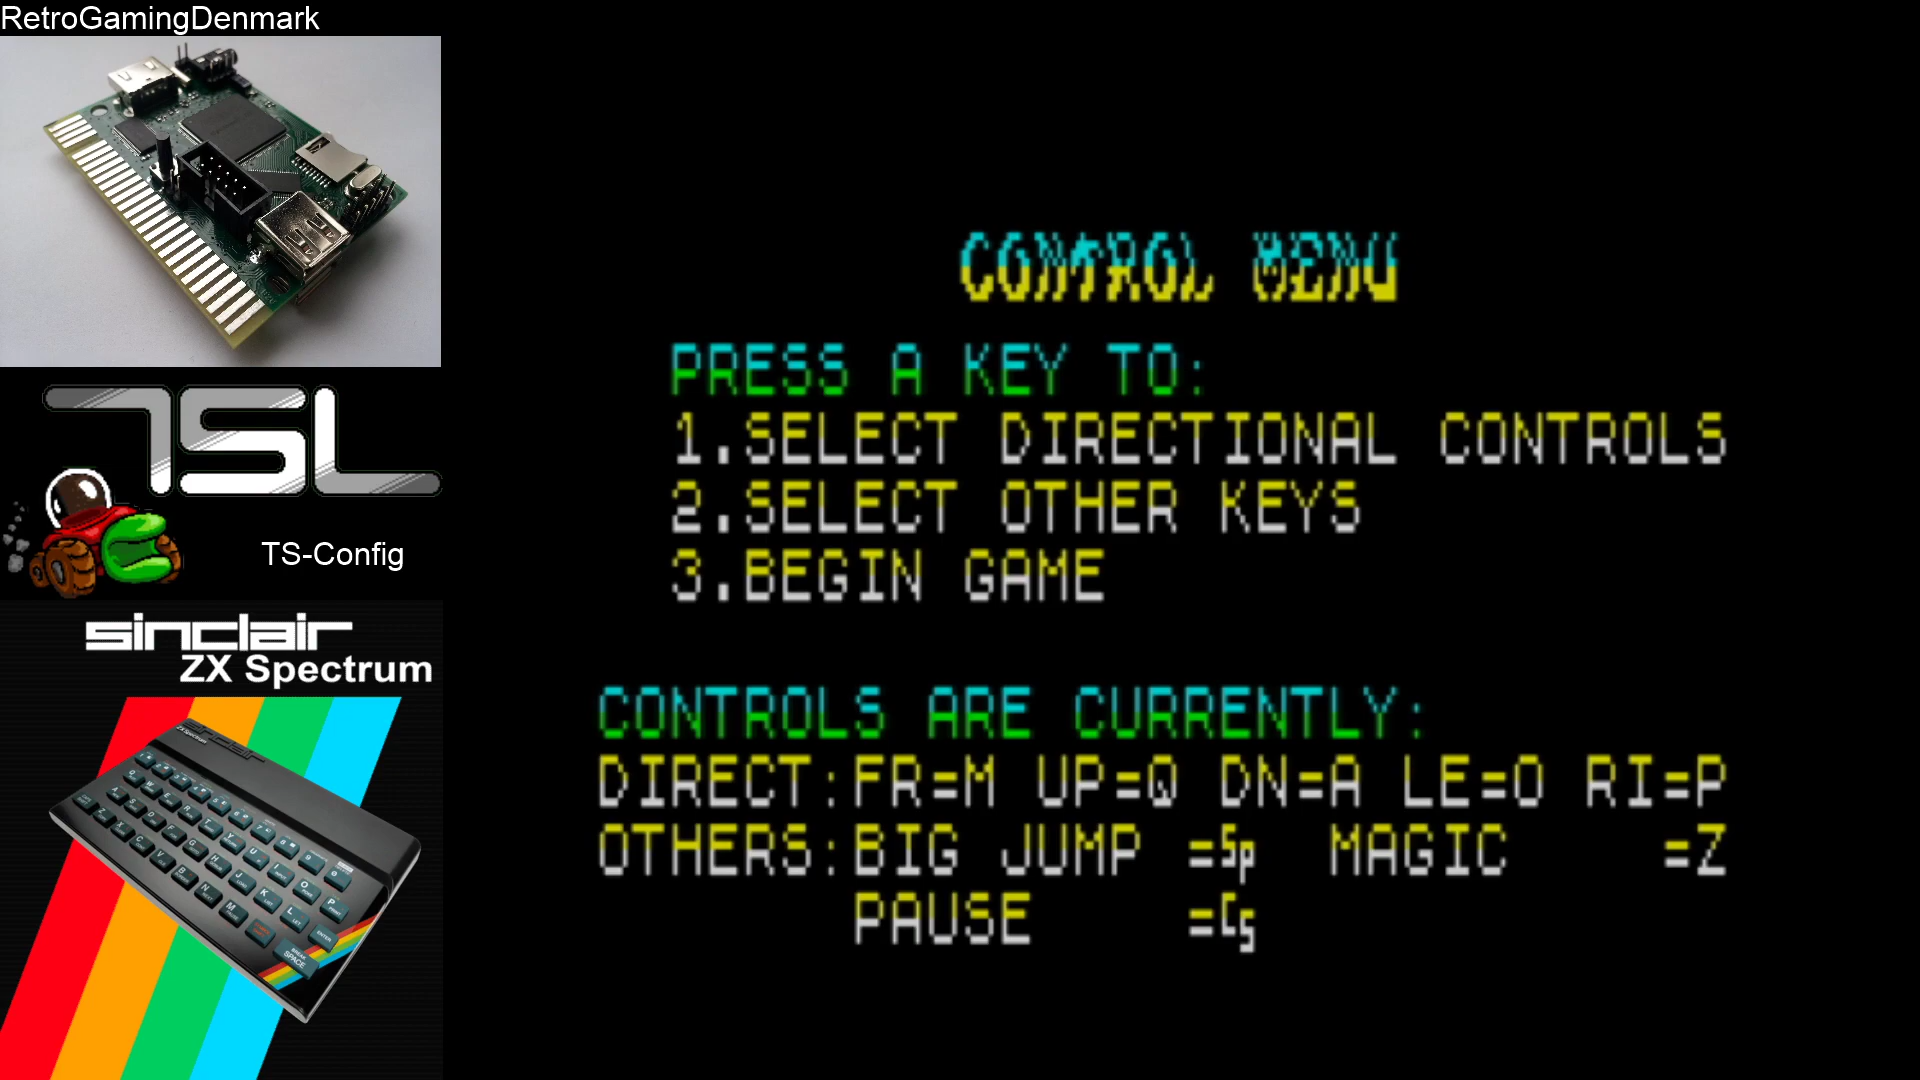 RetroGamingDenmark
TSL
TS-Config
sinclair
ZX Spectrum
CONTROL MENU
PRESS A KEY TO:
1.SELECT DIRECTIONAL CONTROLS
2.SELECT OTHER KEYS
3.BEGIN GAME
CONTROLS ARE CURRENTLY:
DIRECT:FR=M UP=Q DN=A LE=O RI=P
OTHERS:BIG JUMP =Sp MAGIC =Z
PAUSE =Cs